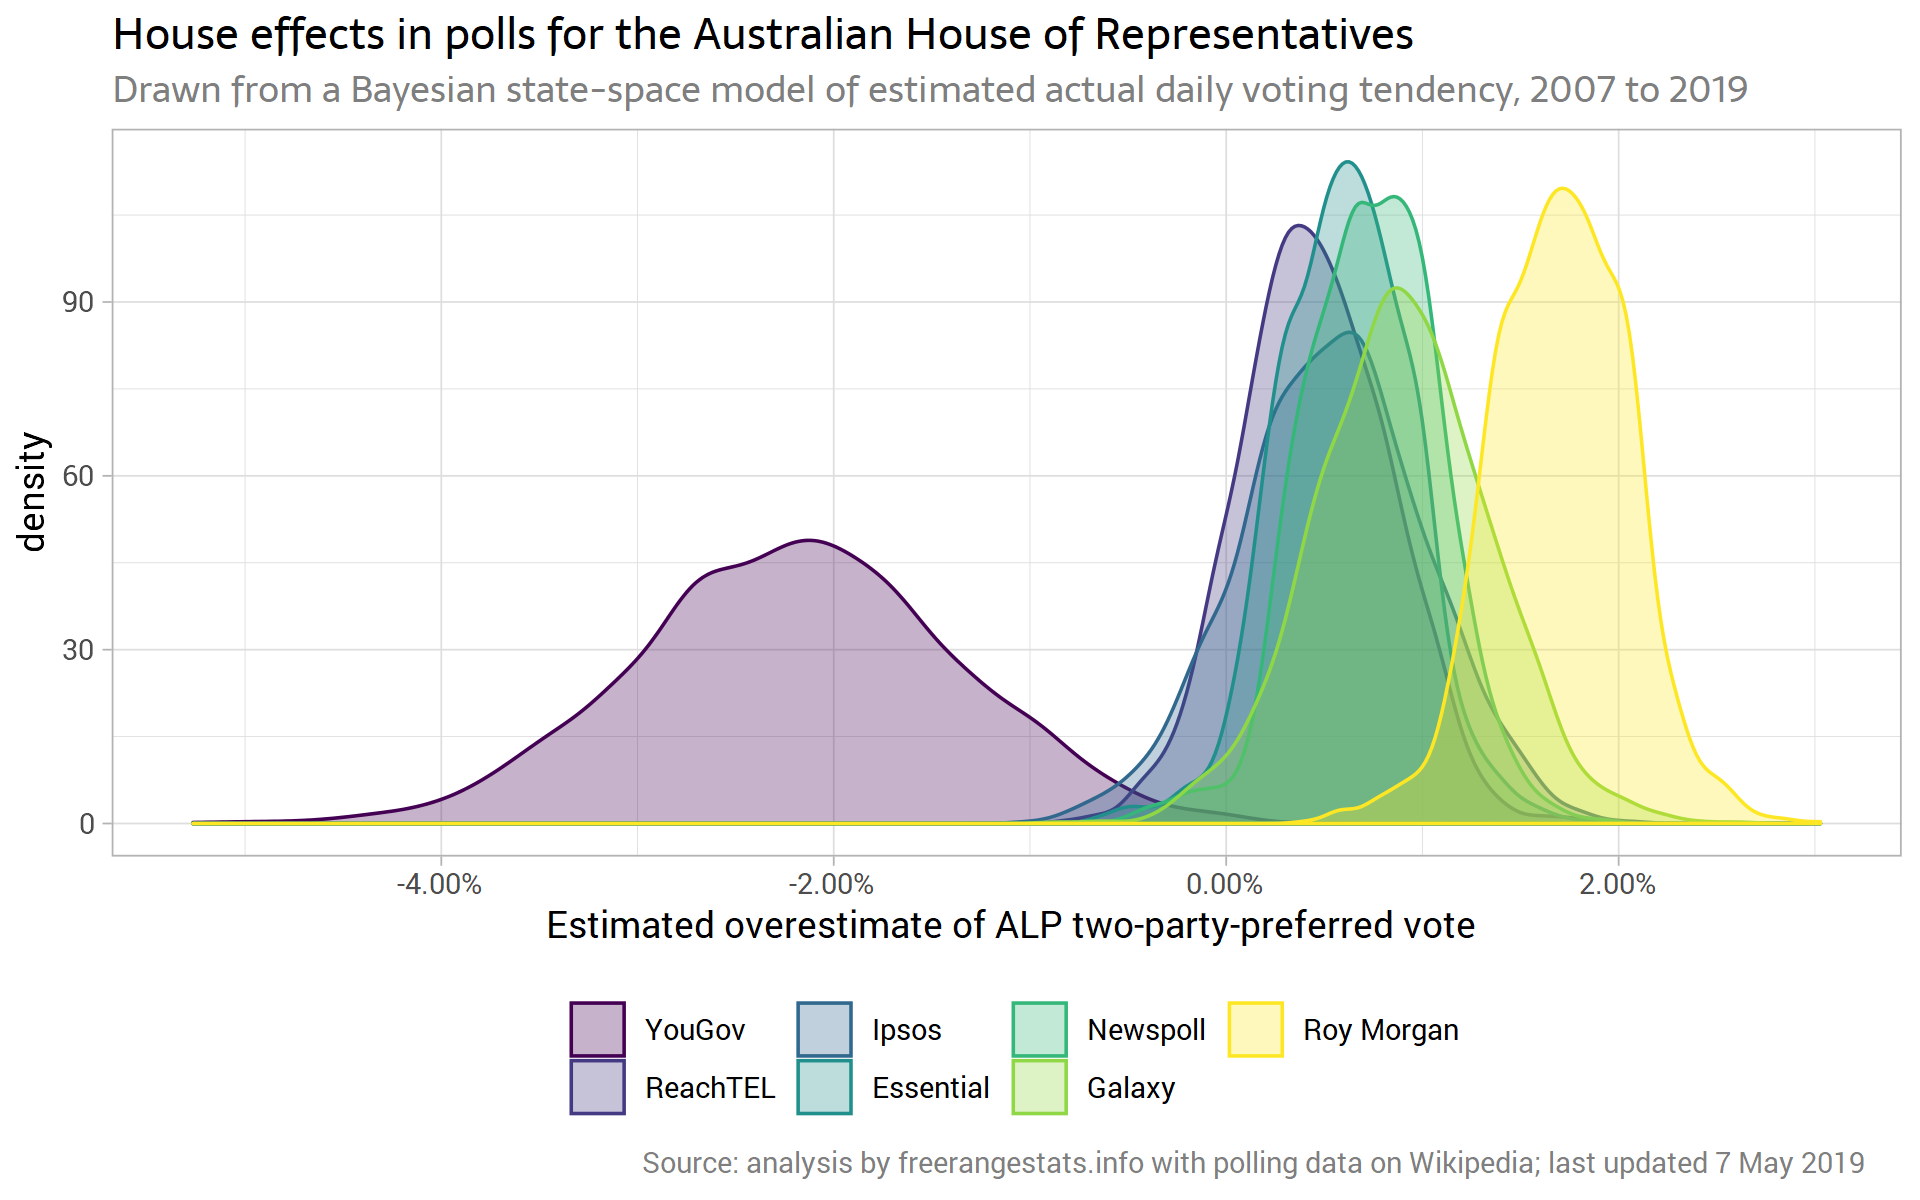 House effects in polls for the Australian House of Representatives
Drawn from a Bayesian state-space model of estimated actual daily voting tendency, 2007 to 2019
density
90
60
30
0
-4.00%
-2.00%
0.00%
2.00%
Estimated overestimate of ALP two-party-preferred vote
YouGov
Ipsos
Newspoll
Roy Morgan
ReachTEL
Essential
Galaxy
Source: analysis by freerangestats.info with polling data on Wikipedia; last updated 7 May 2019